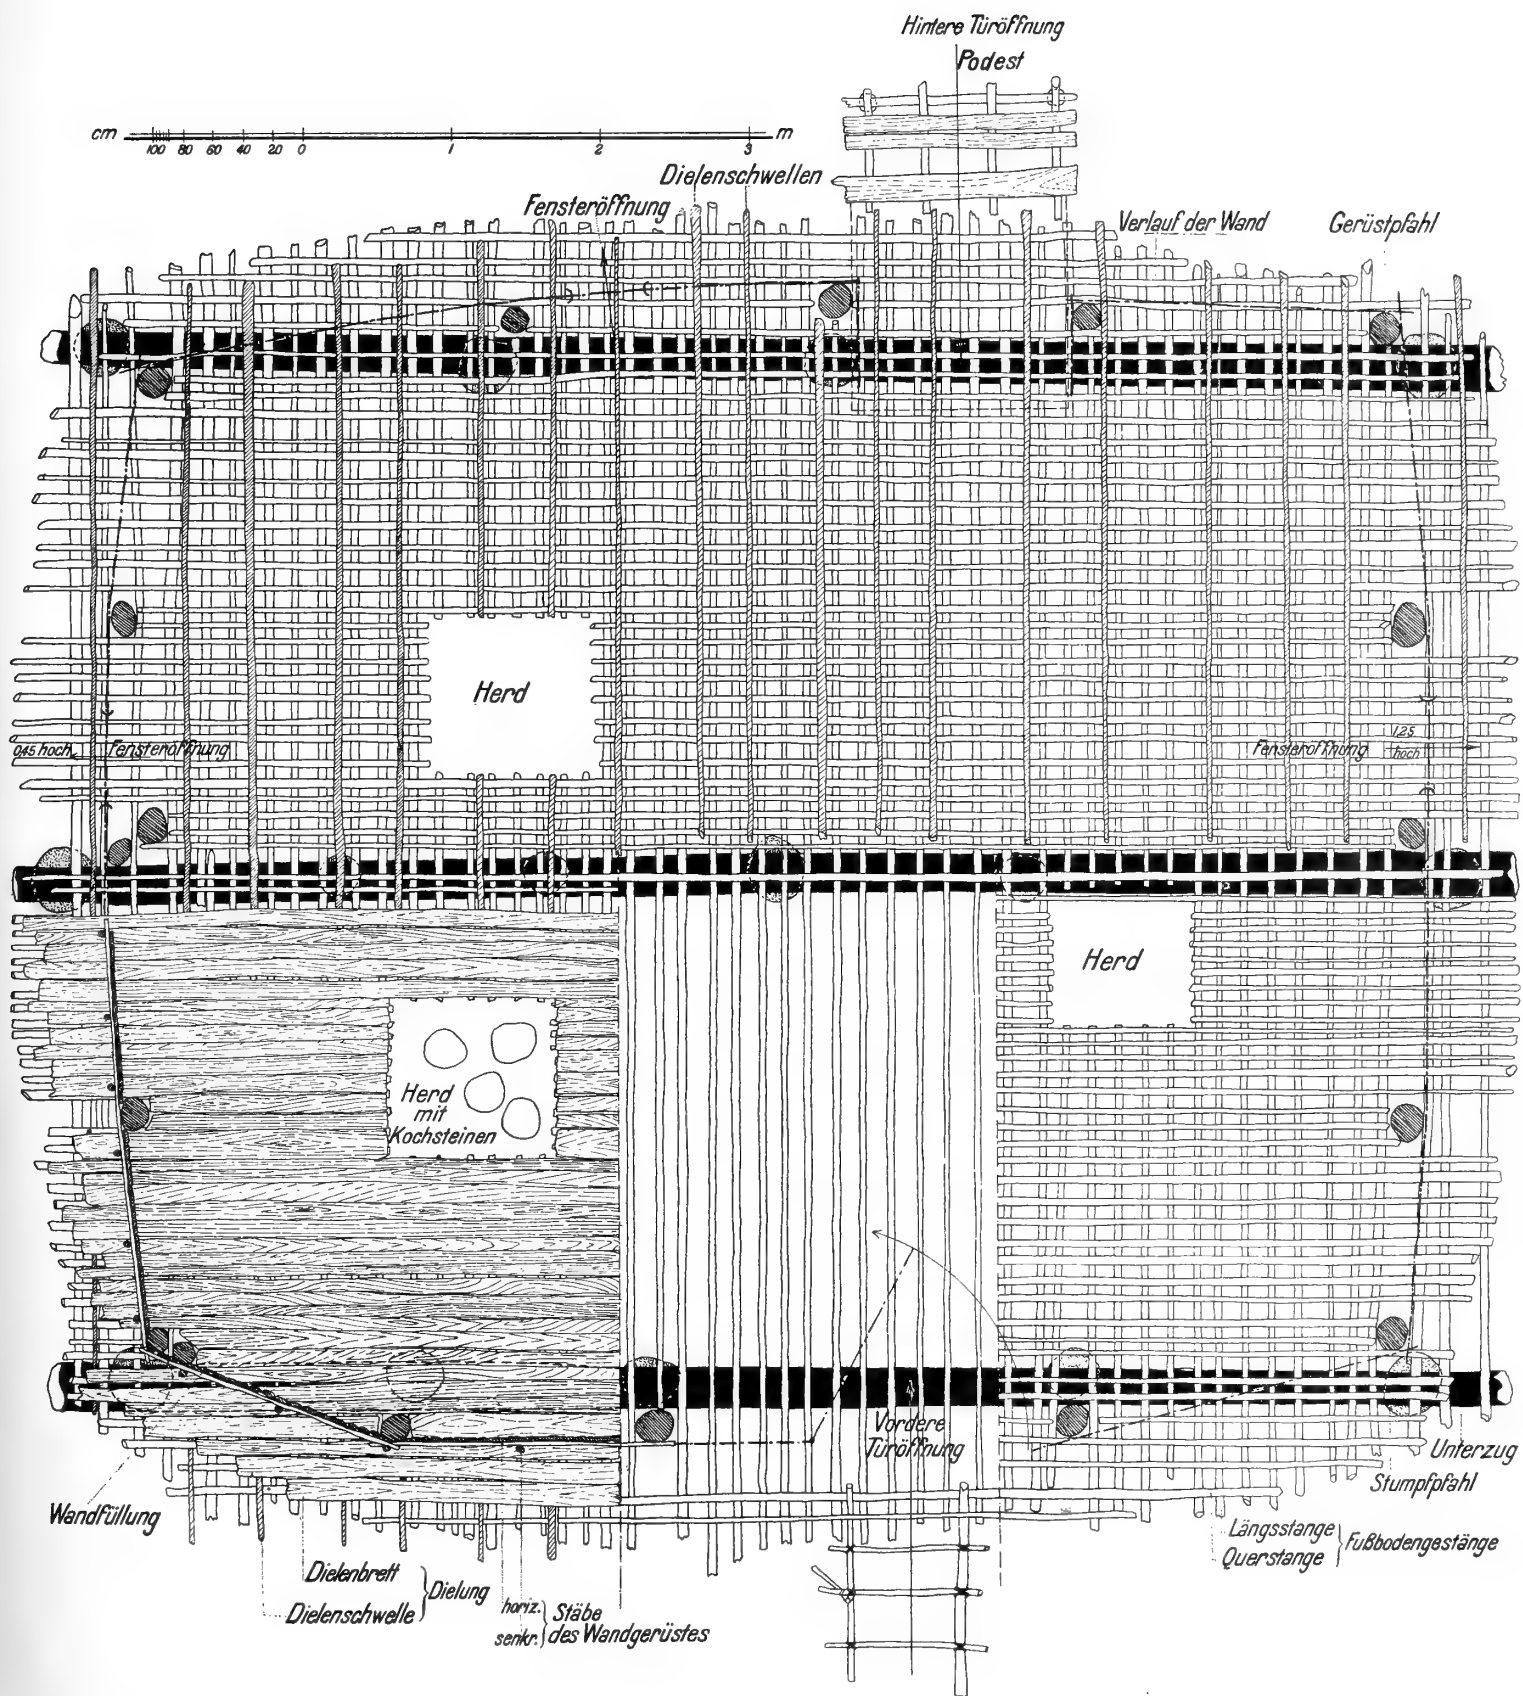 Hintere Türöffnung
Podest
cm 100 80 60 40 20 0 1 2 3 m
Dielenschwellen
Fensteröffnung
Verlauf der Wand
Gerüstpfahl
Herd
0,45 hoch
Fensteröffnung
Fensteröffnung
1,25
hoch
Herd
Herd
mit
Kochsteinen
Vordere
Türöffnung
Unterzug
Stumpfpfahl
Wandfüllung
Längsstange
Querstange
Fußbodengestänge
Dielenbrett
Dielenschwelle
Dielung
horiz.
senkr.
Stäbe
des Wandgerüstes